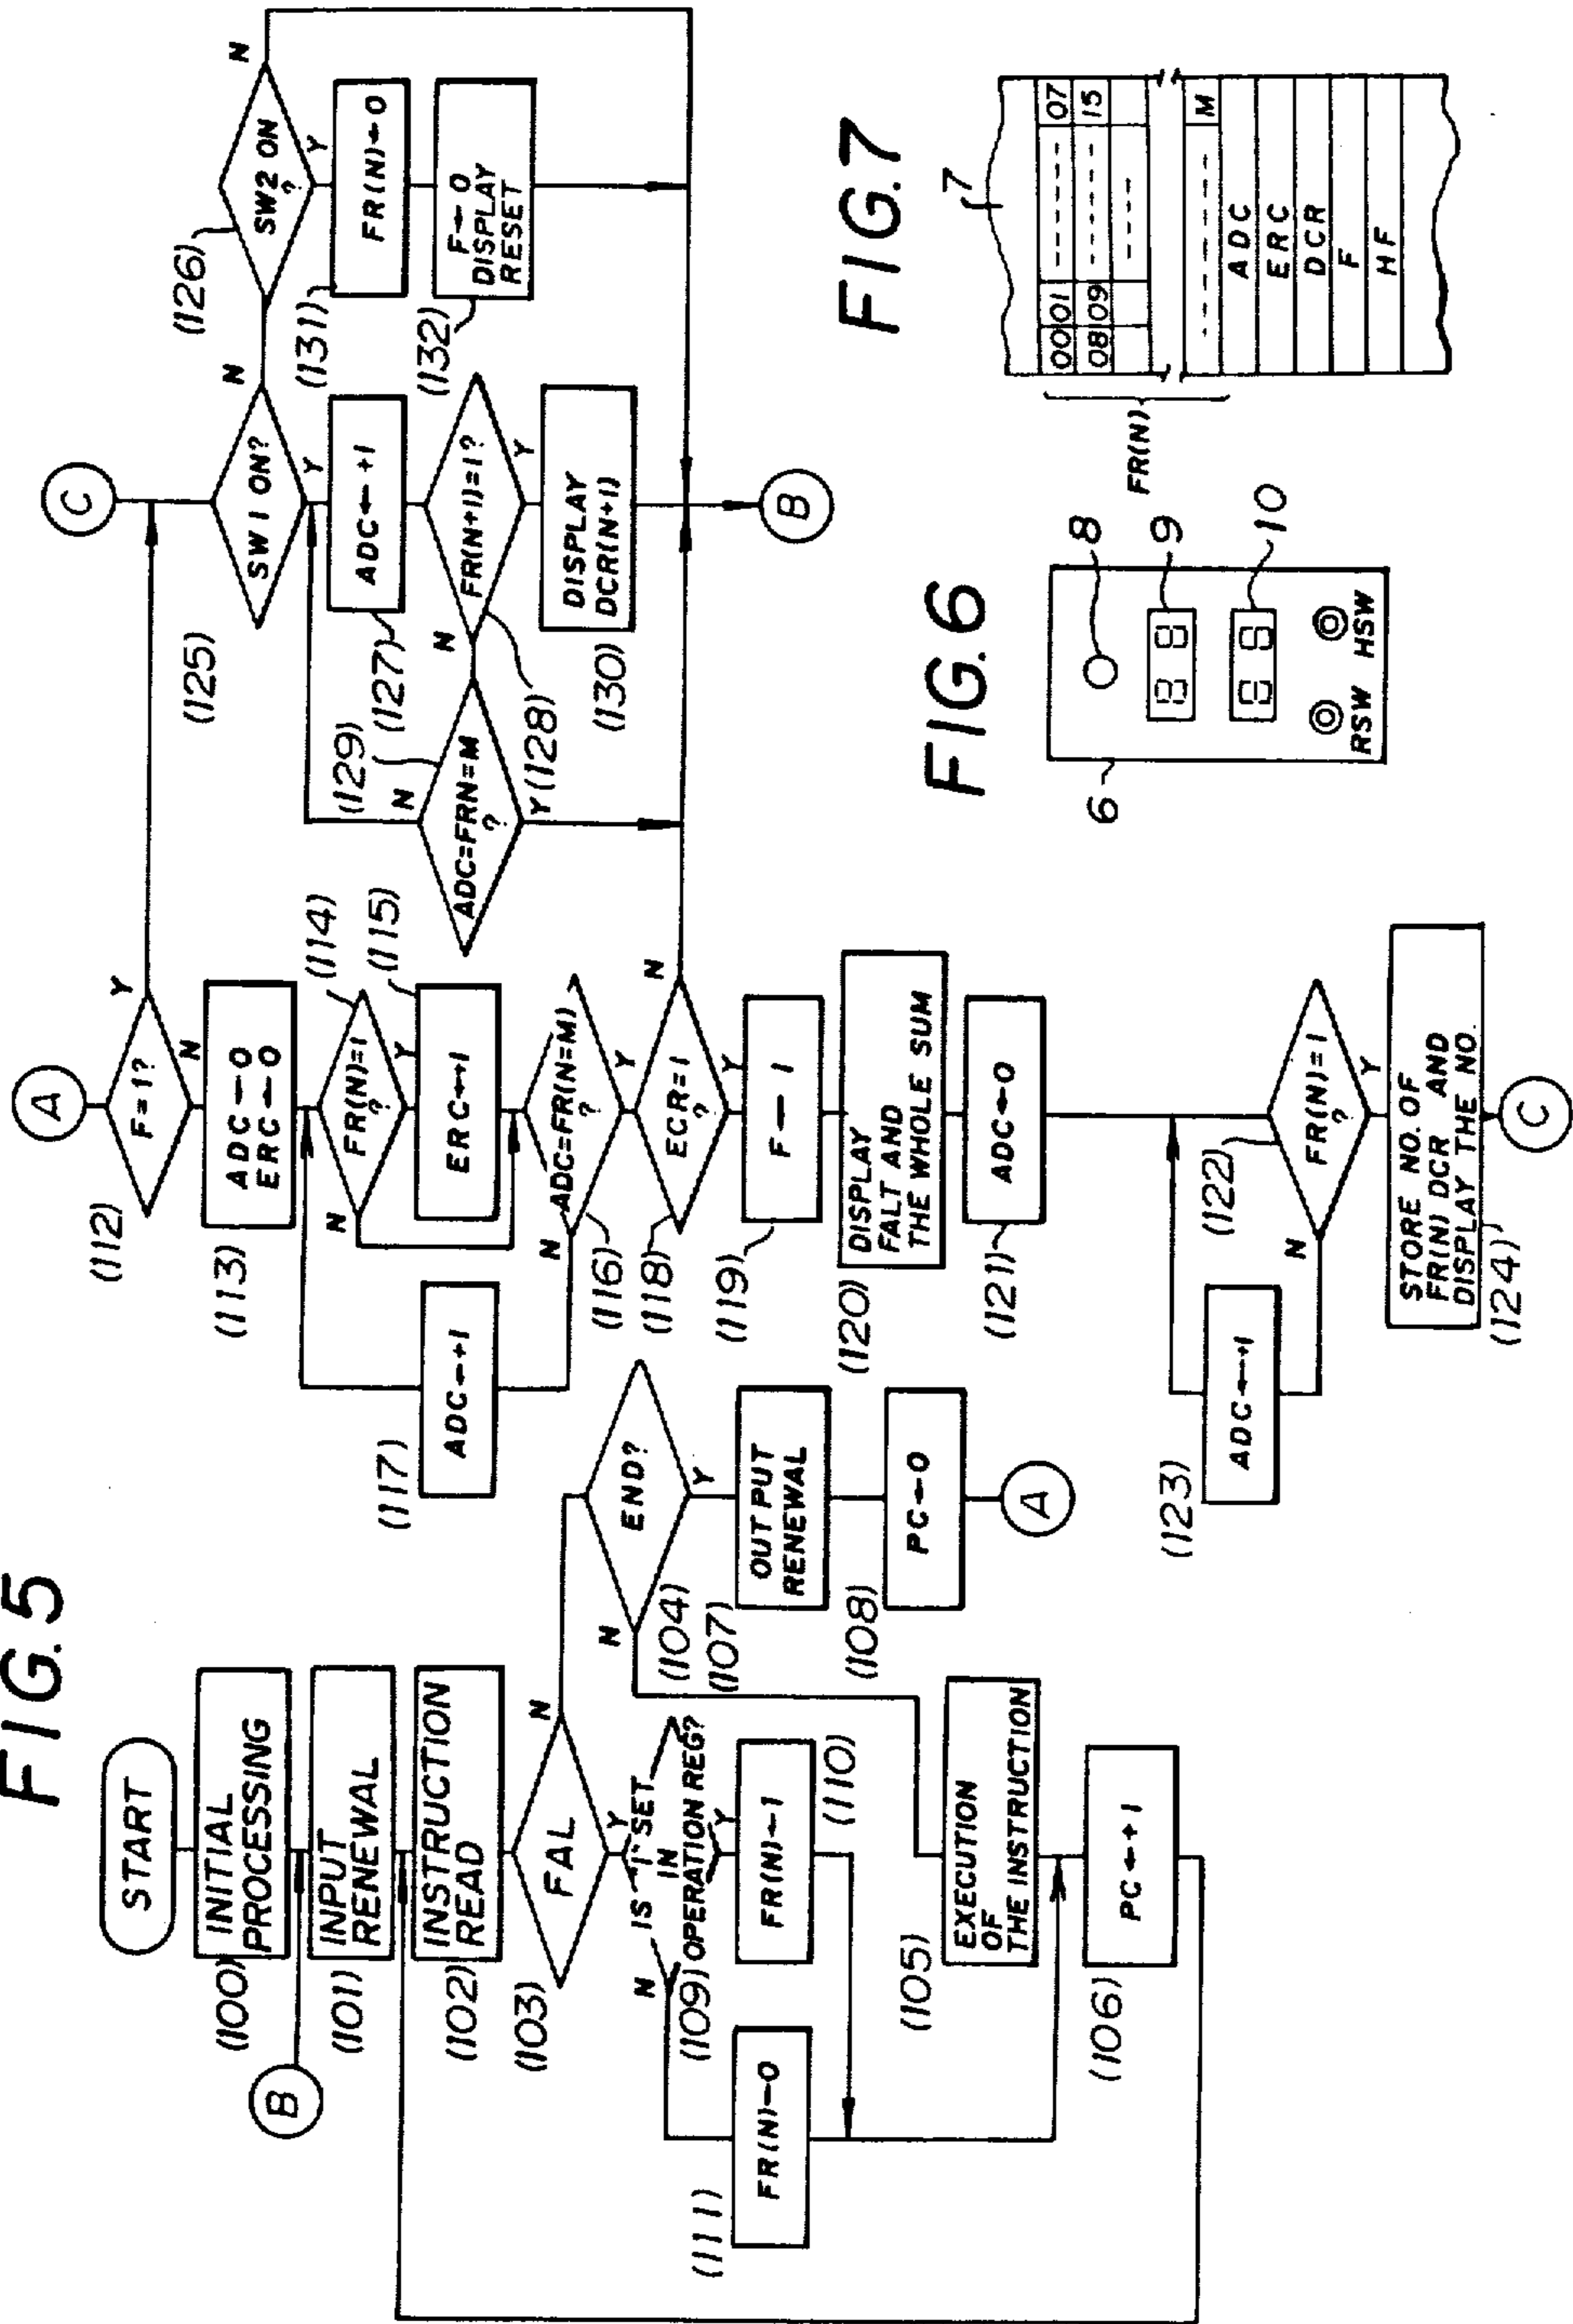 FIG.5
START
(100)
INITIAL
PROCESSING
B
(101)
INPUT
RENEWAL
(102)
INSTRUCTION
READ
(103)
FAL
N
Y
IS "1" SET
IN
OPERATION REG?
(109)
N
Y
FR(N)←1
(110)
(111)
FR(N)←0
END?
N
Y
(104)
(107)
OUTPUT
RENEWAL
(108)
PC←0
A
(105)
EXECUTION
OF
THE INSTRUCTION
(106)
PC←+1
A
(112)
F=1?
Y
N
(113)
ADC←0
ERC←0
(114)
FR(N)=1
?
N
Y
(115)
ERC←1
ADC=FR(N=M)
?
N
Y
(116)
(117)
ADC←+1
(118)
ECR=1
?
N
Y
(119)
F←1
(120)
DISPLAY
FALT AND
THE WHOLE SUM
(121)
ADC←0
(122)
FR(N)=1
?
N
Y
(123)
ADC←+1
(124)
STORE NO. OF
FR(N) DCR AND
DISPLAY THE NO.
C
C
(125)
SW1 ON?
N
Y
(126)
SW2 ON
?
N
Y
(127)
ADC←+1
FR(N+1)=1?
N
Y
(128)
(129)
ADC=FRN=M
?
N
Y
(130)
DISPLAY
DCR(N+1)
(131)
FR(N)←0
(132)
F←0
DISPLAY
RESET
B
FIG.6
6
8
9
10
88
88
RSW HSW
FIG.7
7
FR(N)
00 01 ------ 07
08 09 ------ 15
----
-------- M
ADC
ERC
DCR
F
HF